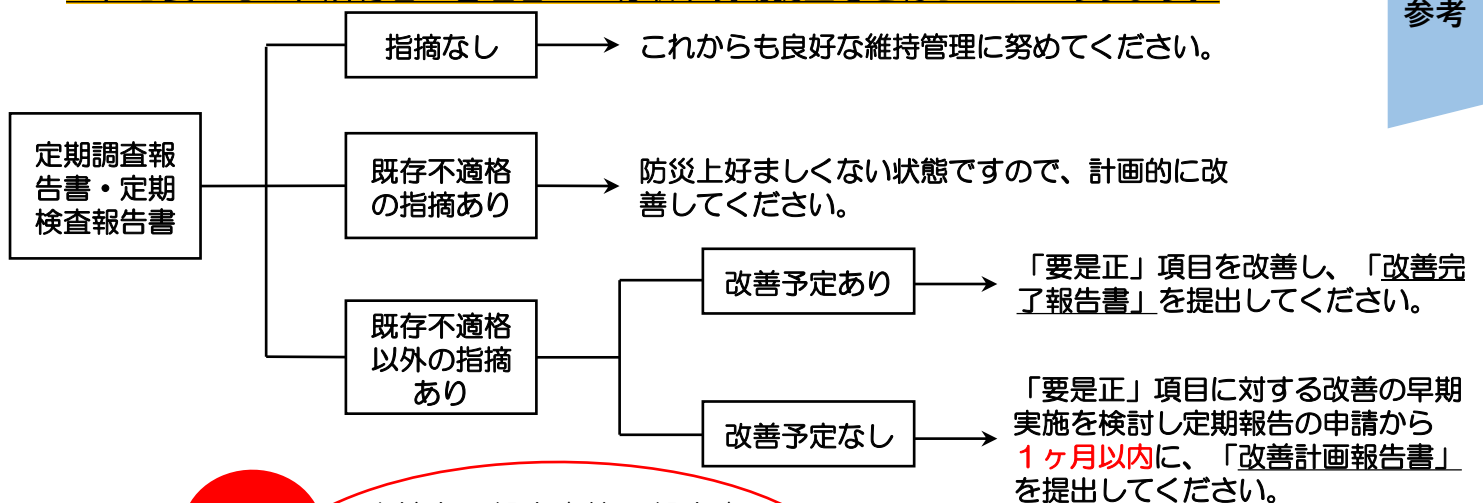 参考
指摘なし
これからも良好な維持管理に努めてください。
定期調査報
告書・定期
検査報告書
既存不適格
の指摘あり
防災上好ましくない状態ですので、計画的に改
善してください。
既存不適格
以外の指摘
あり
改善予定あり
「要是正」項目を改善し、「改善完
了報告書」を提出してください。
改善予定なし
「要是正」項目に対する改善の早期
実施を検討し定期報告の申請から
1ヶ月以内に、「改善計画報告書」
を提出してください。